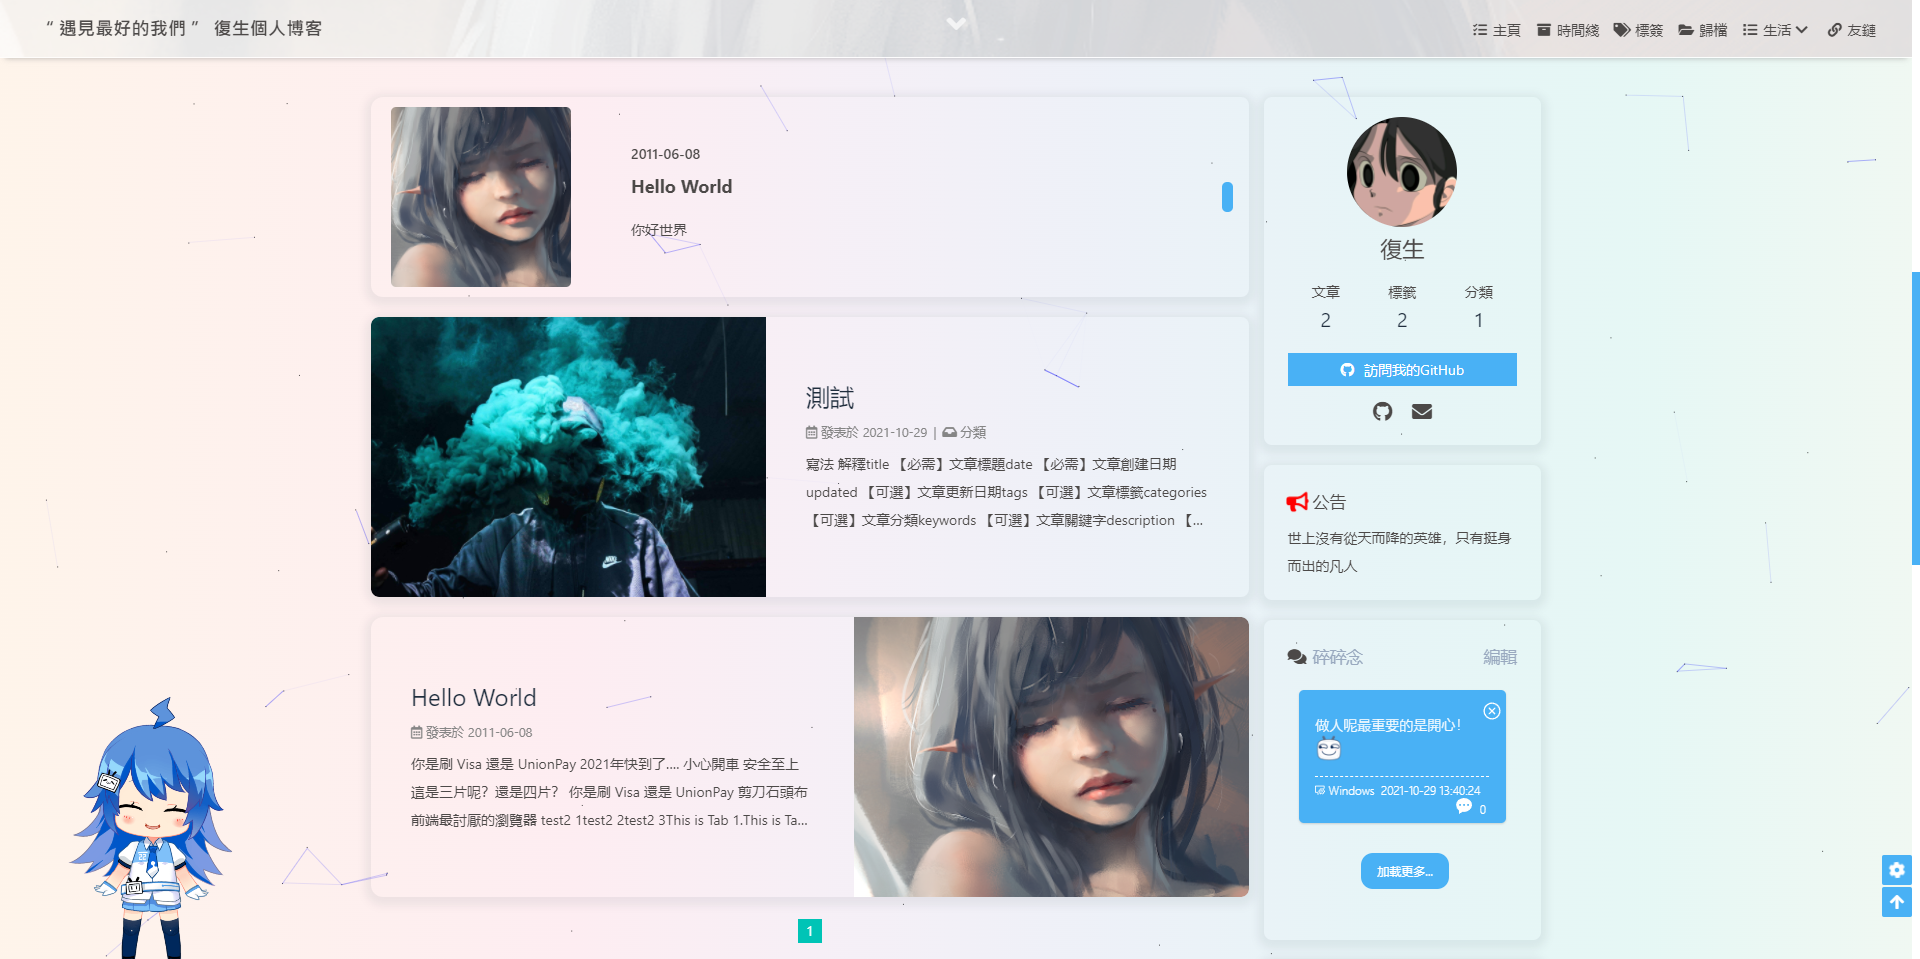 “ 遇見最好的我們 ” 復生個人博客
主頁 時間綫 標簽 歸檔 生活 友鏈
2011-06-08
Hello World
你好世界
測試
發表於 2021-10-29 | 分類
寫法 解釋title 【必需】文章標題date 【必需】文章創建日期
updated 【可選】文章更新日期tags 【可選】文章標籤categories
【可選】文章分類keywords 【可選】文章關鍵字description 【...
Hello World
發表於 2011-06-08
你是刷 Visa 還是 UnionPay 2021年快到了.... 小心開車 安全至上
這是三片呢？還是四片？ 你是刷 Visa 還是 UnionPay 剪刀石頭布
前端最討厭的瀏覽器 test2 1test2 2test2 3This is Tab 1.This is Ta...
1
復生
文章 標籤 分類
2 2 1
訪問我的GitHub
公告
世上沒有從天而降的英雄，只有挺身
而出的凡人
碎碎念 編輯
做人呢最重要的是開心！
Windows 2021-10-29 13:40:24
0
加載更多...